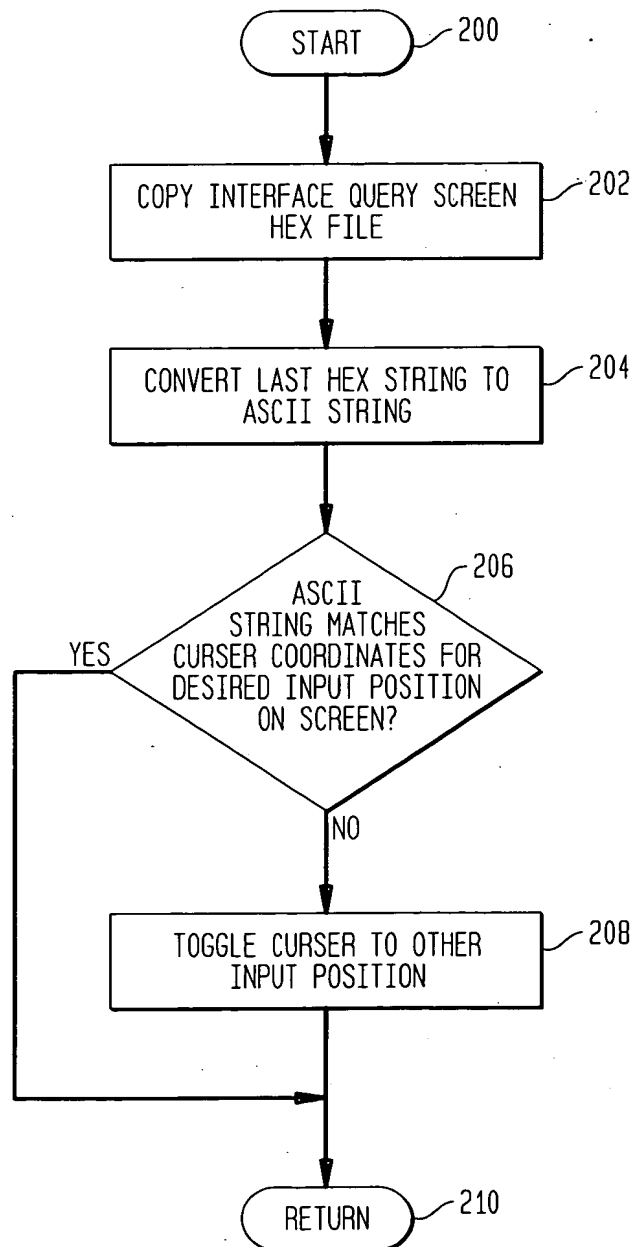 START
200
COPY INTERFACE QUERY SCREEN
HEX FILE
202
CONVERT LAST HEX STRING TO
ASCII STRING
204
206
ASCII
STRING MATCHES
CURSER COORDINATES FOR
DESIRED INPUT POSITION
ON SCREEN?
YES
NO
TOGGLE CURSER TO OTHER
INPUT POSITION
208
RETURN
210